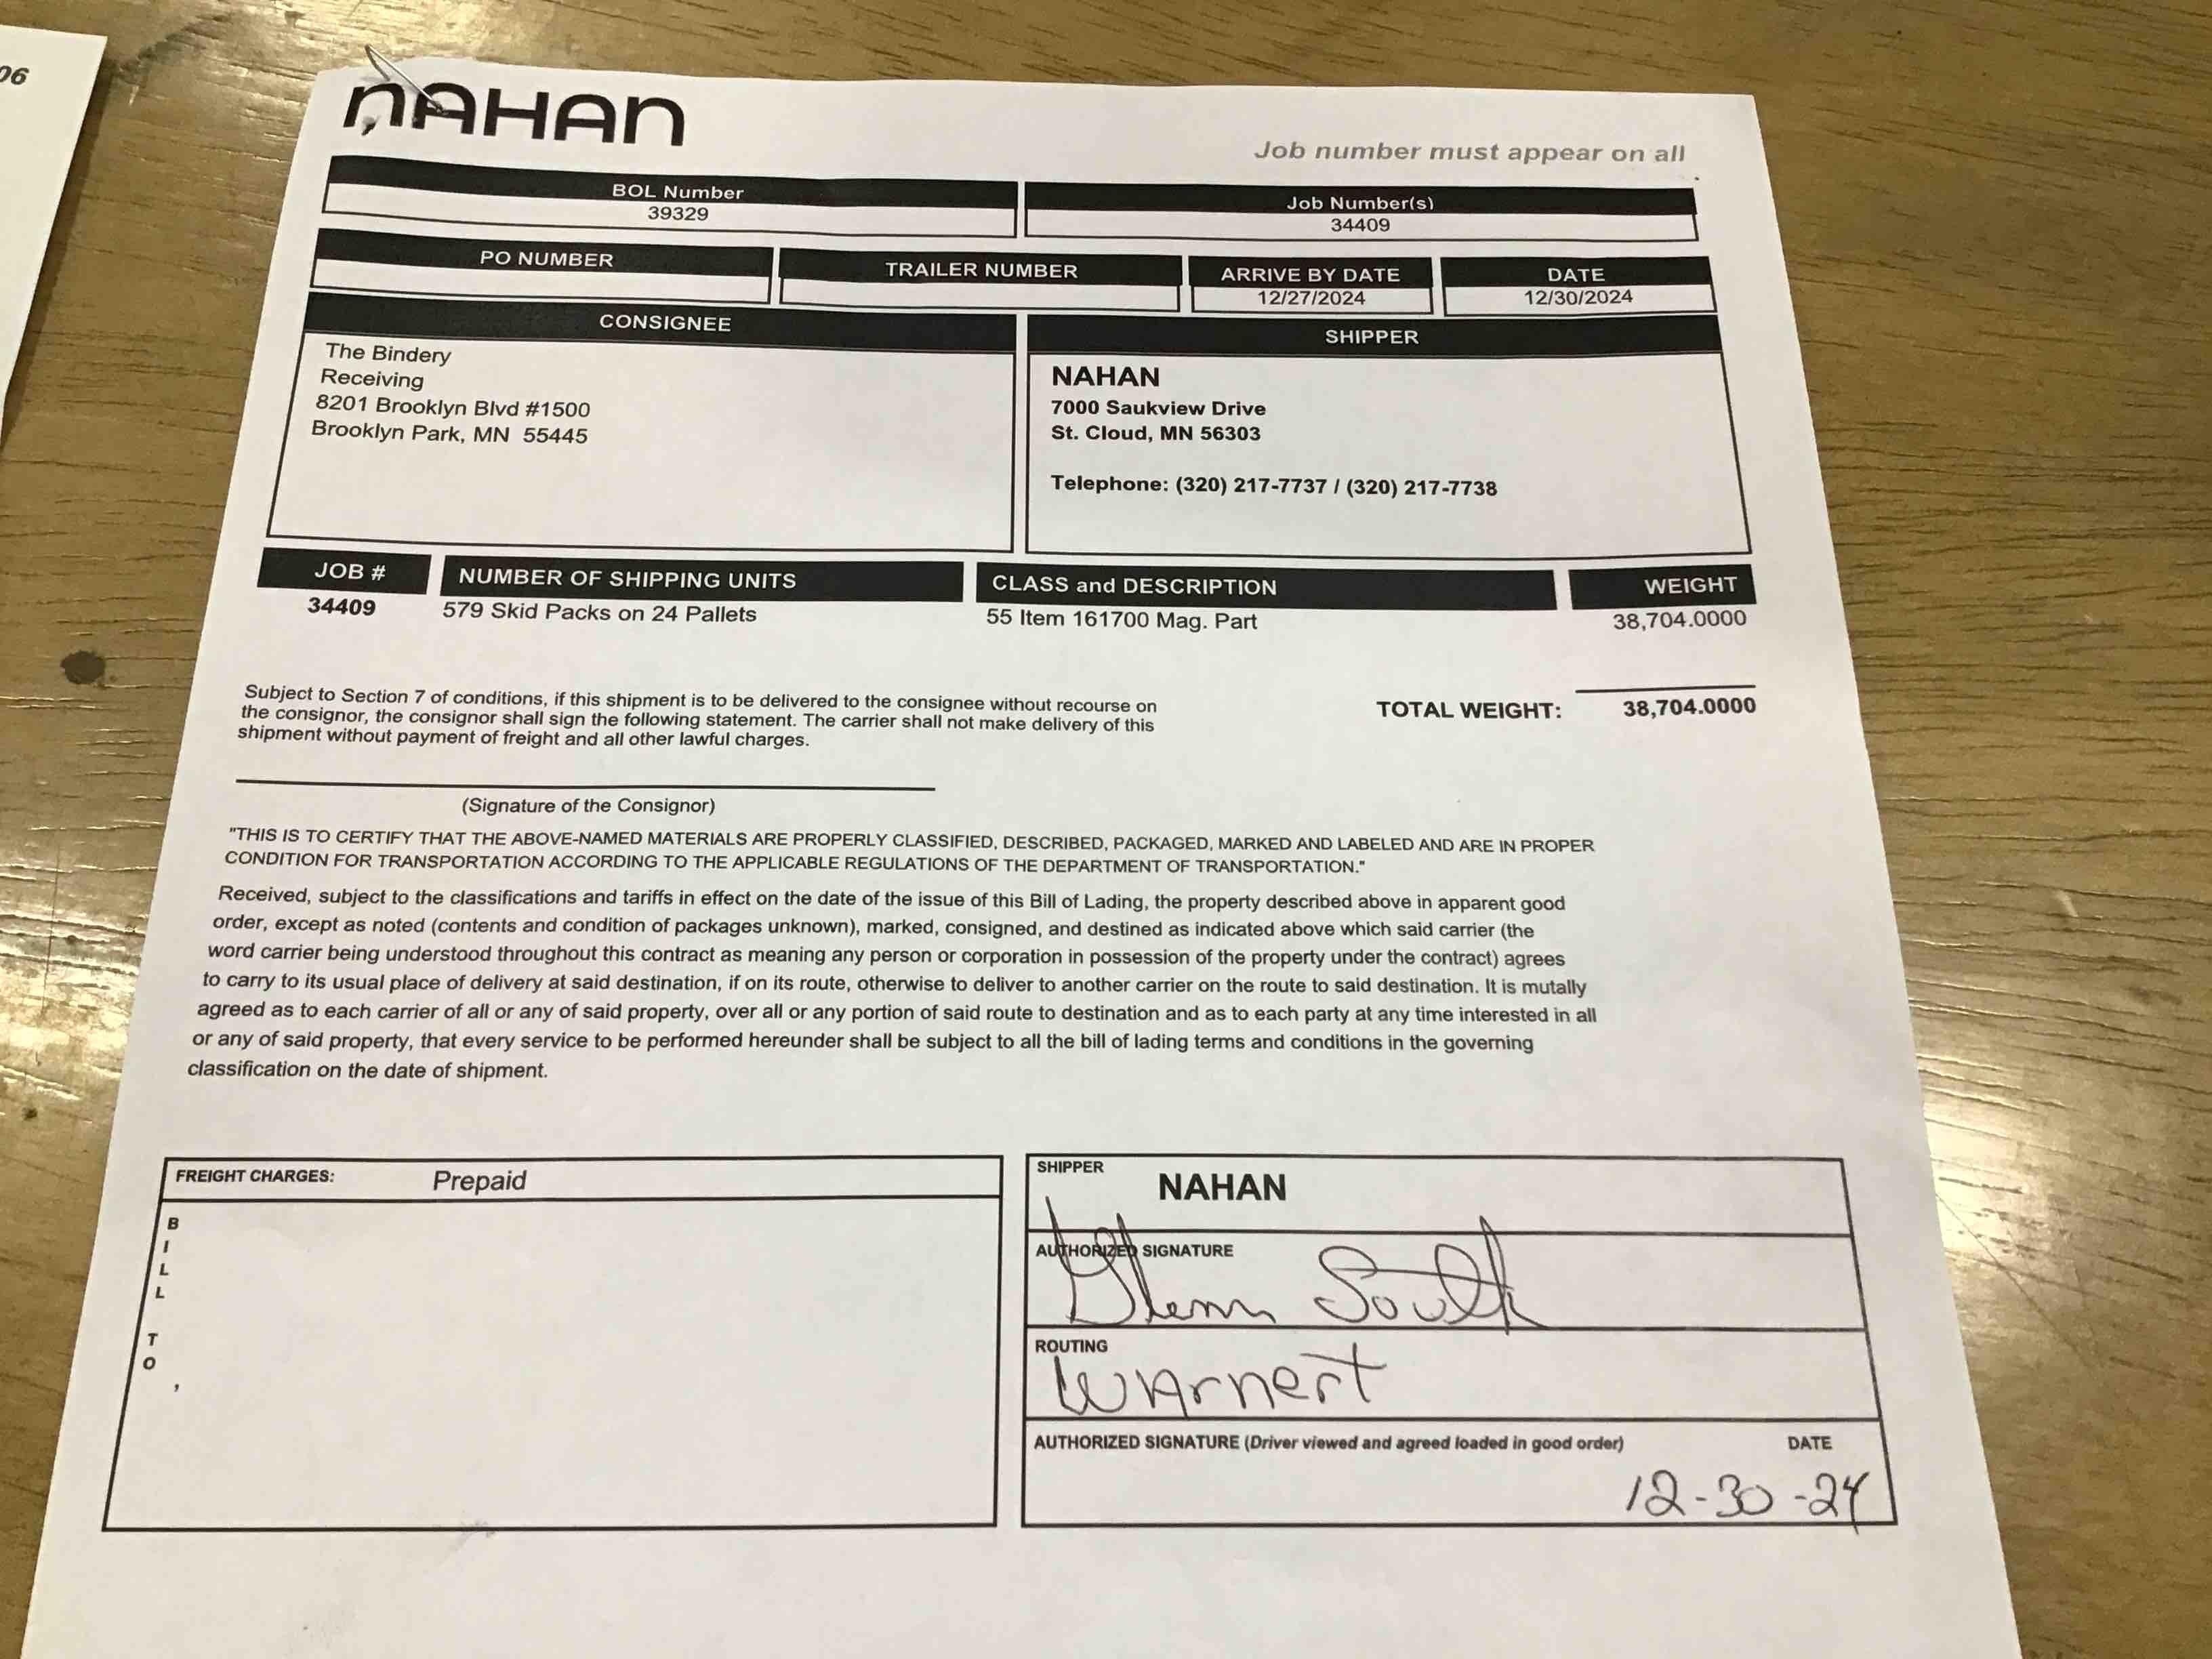 06
NAHAN
Job number must appear on all
BOL Number
39329
Job Number(s)
34409
PO NUMBER
TRAILER NUMBER
ARRIVE BY DATE
12/27/2024
DATE
12/30/2024
CONSIGNEE
The Bindery
Receiving
8201 Brooklyn Blvd #1500
Brooklyn Park, MN 55445
SHIPPER
NAHAN
7000 Saukview Drive
St. Cloud, MN 56303
Telephone: (320) 217-7737 / (320) 217-7738
JOB # NUMBER OF SHIPPING UNITS CLASS and DESCRIPTION WEIGHT
34409 579 Skid Packs on 24 Pallets 55 Item 161700 Mag. Part 38,704.0000
Subject to Section 7 of conditions, if this shipment is to be delivered to the consignee without recourse on
the consignor, the consignor shall sign the following statement. The carrier shall not make delivery of this
shipment without payment of freight and all other lawful charges.
TOTAL WEIGHT: 38,704.0000
(Signature of the Consignor)
"THIS IS TO CERTIFY THAT THE ABOVE-NAMED MATERIALS ARE PROPERLY CLASSIFIED, DESCRIBED, PACKAGED, MARKED AND LABELED AND ARE IN PROPER
CONDITION FOR TRANSPORTATION ACCORDING TO THE APPLICABLE REGULATIONS OF THE DEPARTMENT OF TRANSPORTATION."
Received, subject to the classifications and tariffs in effect on the date of the issue of this Bill of Lading, the property described above in apparent good
order, except as noted (contents and condition of packages unknown), marked, consigned, and destined as indicated above which said carrier (the
word carrier being understood throughout this contract as meaning any person or corporation in possession of the property under the contract) agrees
to carry to its usual place of delivery at said destination, if on its route, otherwise to deliver to another carrier on the route to said destination. It is mutally
agreed as to each carrier of all or any of said property, over all or any portion of said route to destination and as to each party at any time interested in all
or any of said property, that every service to be performed hereunder shall be subject to all the bill of lading terms and conditions in the governing
classification on the date of shipment.
FREIGHT CHARGES: Prepaid
BILL TO ,
SHIPPER
NAHAN
AUTHORIZED SIGNATURE
Glenn South
ROUTING
Warnert
AUTHORIZED SIGNATURE (Driver viewed and agreed loaded in good order) DATE
12-30-24